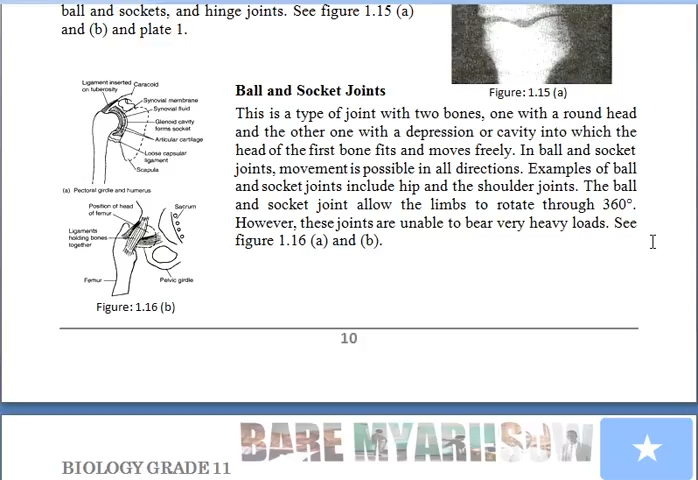 ball and sockets, and hinge joints. See figure 1.15 (a)
and (b) and plate 1.
Figure: 1.15 (a)
Ligament inserted
on tuberosity
Caracoid
Synovial membrane
Synovial fluid
Glenoid cavity
forms socket
Articular cartilage
Loose capsular
ligament
Scapula
(a) Pectoral girdle and humerus
Position of head
of femur
Sacrum
Ligaments
holding bones
together
Femur
Pelvic girdle
Figure: 1.16 (b)
Ball and Socket Joints
This is a type of joint with two bones, one with a round head
and the other one with a depression or cavity into which the
head of the first bone fits and moves freely. In ball and socket
joints, movement is possible in all directions. Examples of ball
and socket joints include hip and the shoulder joints. The ball
and socket joint allow the limbs to rotate through 360°.
However, these joints are unable to bear very heavy loads. See
figure 1.16 (a) and (b).
10
BARE MYARIISOW
BIOLOGY GRADE 11